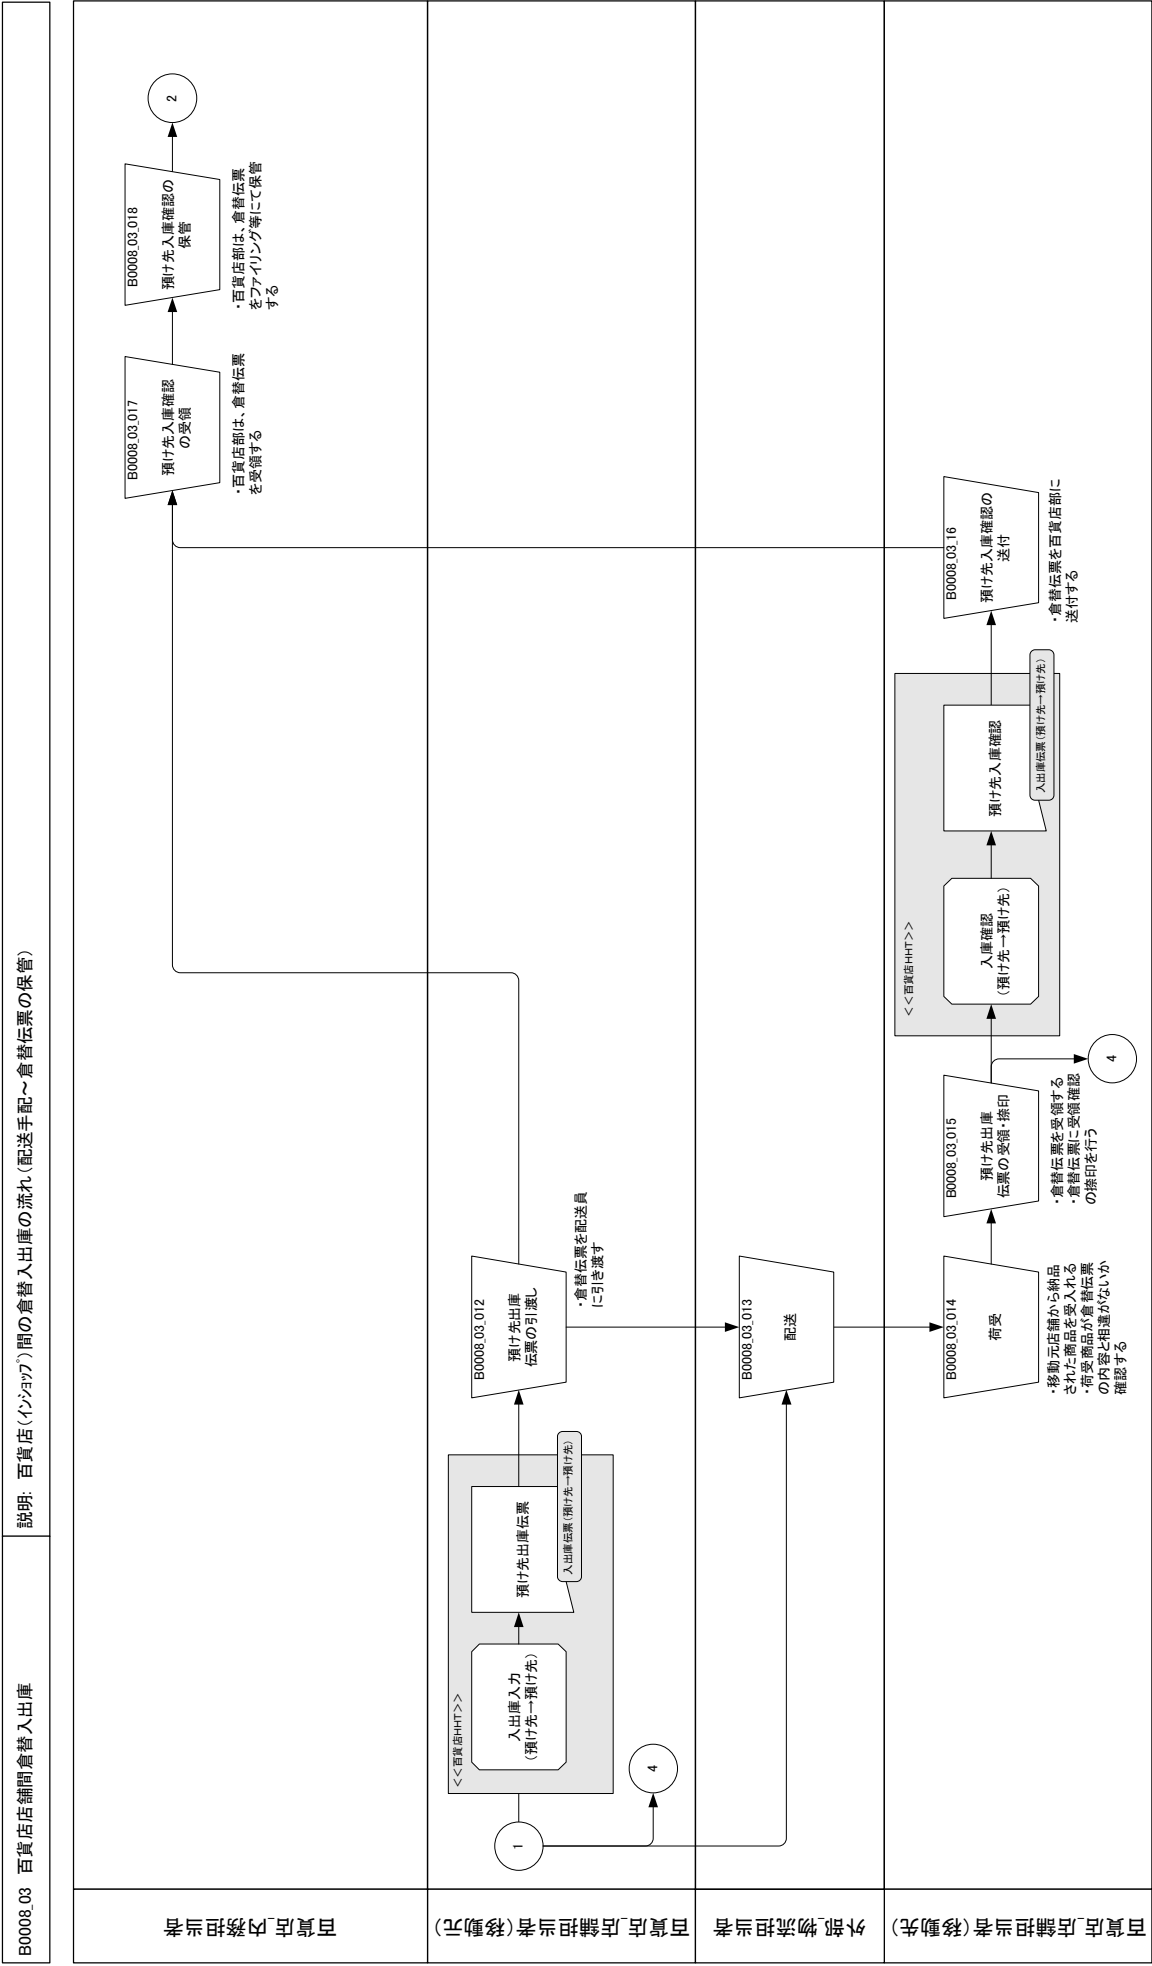 B0008_03　百貨店店舗間倉替入出庫
説明:　百貨店(インショップ)間の倉替入出庫の流れ(配送手配～倉替伝票の保管)
百貨店_内務担当者
B0008_03_017
預け先入庫確認
の受領
・百貨店部は、倉替伝票
を受領する
B0008_03_018
預け先入庫確認の
保管
・百貨店部は、倉替伝票
をファイリング等にて保管
する
2
百貨店_店舗担当者(移動元)
1
4
<<百貨店HHT>>
入出庫入力
(預け先→預け先)
預け先出庫伝票
入出庫伝票(預け先→預け先)
B0008_03_012
預け先出庫
伝票の引渡し
・倉替伝票を配送員
に引き渡す
外部_物流担当者
B0008_03_013
配送
百貨店_店舗担当者(移動先)
B0008_03_014
荷受
・移動元店舗から納品
された商品を受入れる
・荷受商品が倉替伝票
の内容と相違がないか
確認する
B0008_03_015
預け先出庫
伝票の受領・捺印
・倉替伝票を受領する
・倉替伝票に受領確認
の捺印を行う
4
<<百貨店HHT>>
入庫確認
(預け先→預け先)
預け先入庫確認
入出庫伝票(預け先→預け先)
B0008_03_16
預け先入庫確認の
送付
・倉替伝票を百貨店部に
送付する